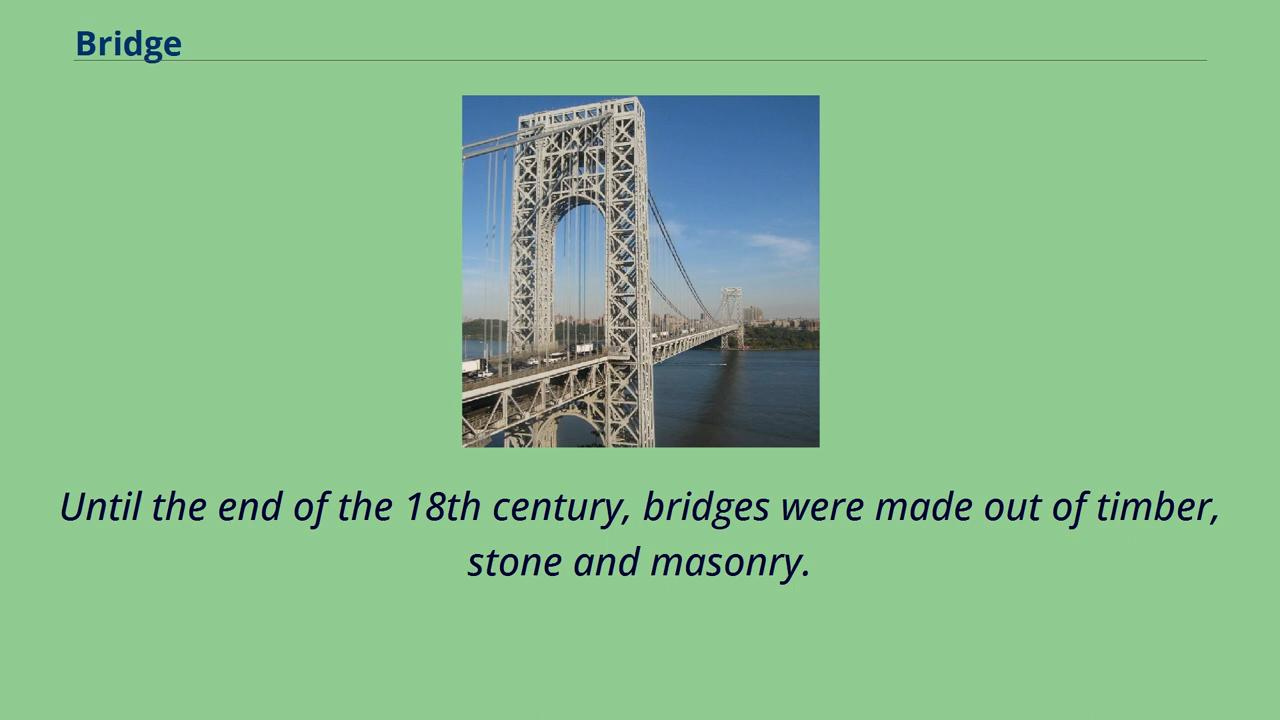 Bridge
Until the end of the 18th century, bridges were made out of timber,
stone and masonry.